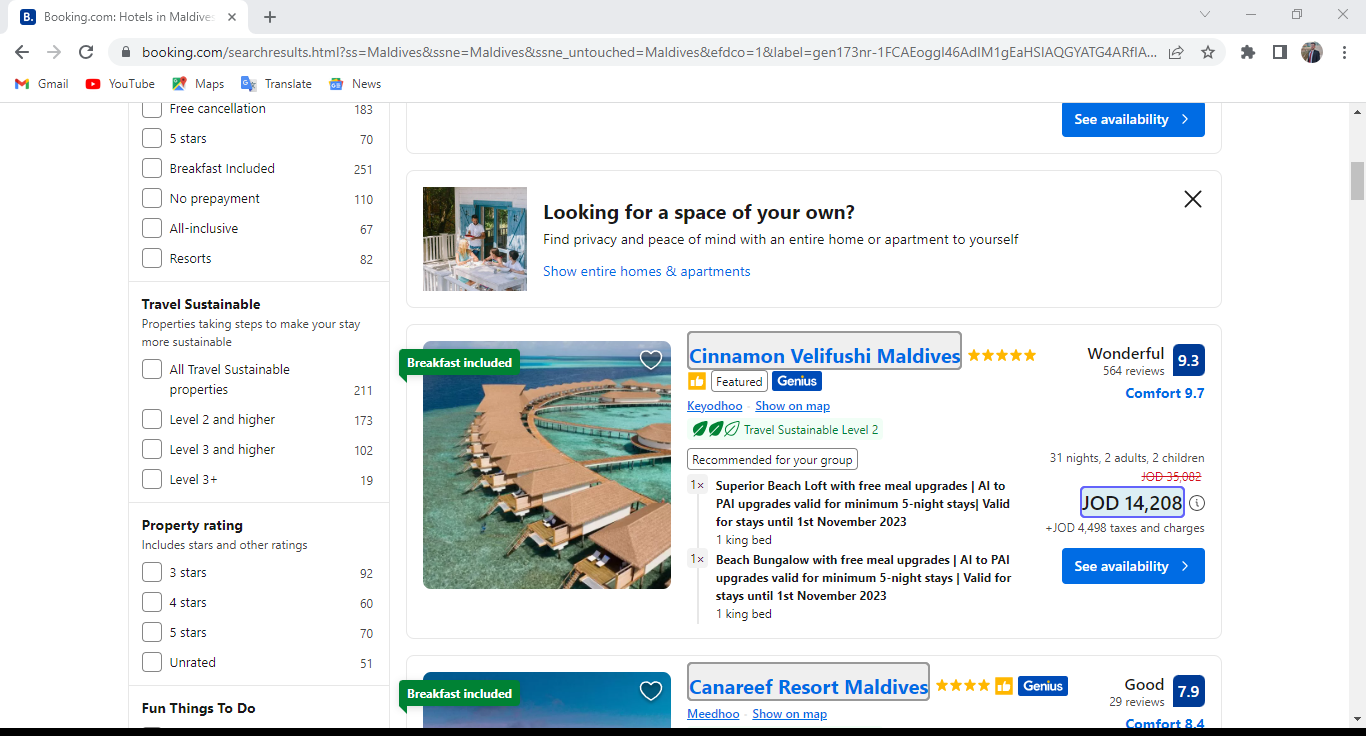 B. Booking.com: Hotels in Maldives
booking.com/searchresults.html?ss=Maldives&ssne=Maldives&ssne_untouched=Maldives&efdco=1&label=gen173nr-1FCAEoggI46AdIM1gEaHSIAQGYATG4ARfIA...
Gmail YouTube Maps Translate News
Free cancellation 183
5 stars 70
Breakfast Included 251
No prepayment 110
All-inclusive 67
Resorts 82
Travel Sustainable
Properties taking steps to make your stay
more sustainable
All Travel Sustainable
properties 211
Level 2 and higher 173
Level 3 and higher 102
Level 3+ 19
Property rating
Includes stars and other ratings
3 stars 92
4 stars 60
5 stars 70
Unrated 51
Fun Things To Do
See availability
Looking for a space of your own?
Find privacy and peace of mind with an entire home or apartment to yourself
Show entire homes & apartments
Breakfast included
Cinnamon Velifushi Maldives
Featured Genius
Keyodhoo · Show on map
Travel Sustainable Level 2
Recommended for your group
1× Superior Beach Loft with free meal upgrades | AI to
PAI upgrades valid for minimum 5-night stays| Valid
for stays until 1st November 2023
1 king bed
1× Beach Bungalow with free meal upgrades | AI to PAI
upgrades valid for minimum 5-night stays | Valid for
stays until 1st November 2023
1 king bed
Wonderful 9.3
564 reviews
Comfort 9.7
31 nights, 2 adults, 2 children
JOD 35,082
JOD 14,208
+JOD 4,498 taxes and charges
See availability
Breakfast included
Canareef Resort Maldives
Genius
Meedhoo · Show on map
Good 7.9
29 reviews
Comfort 8.4